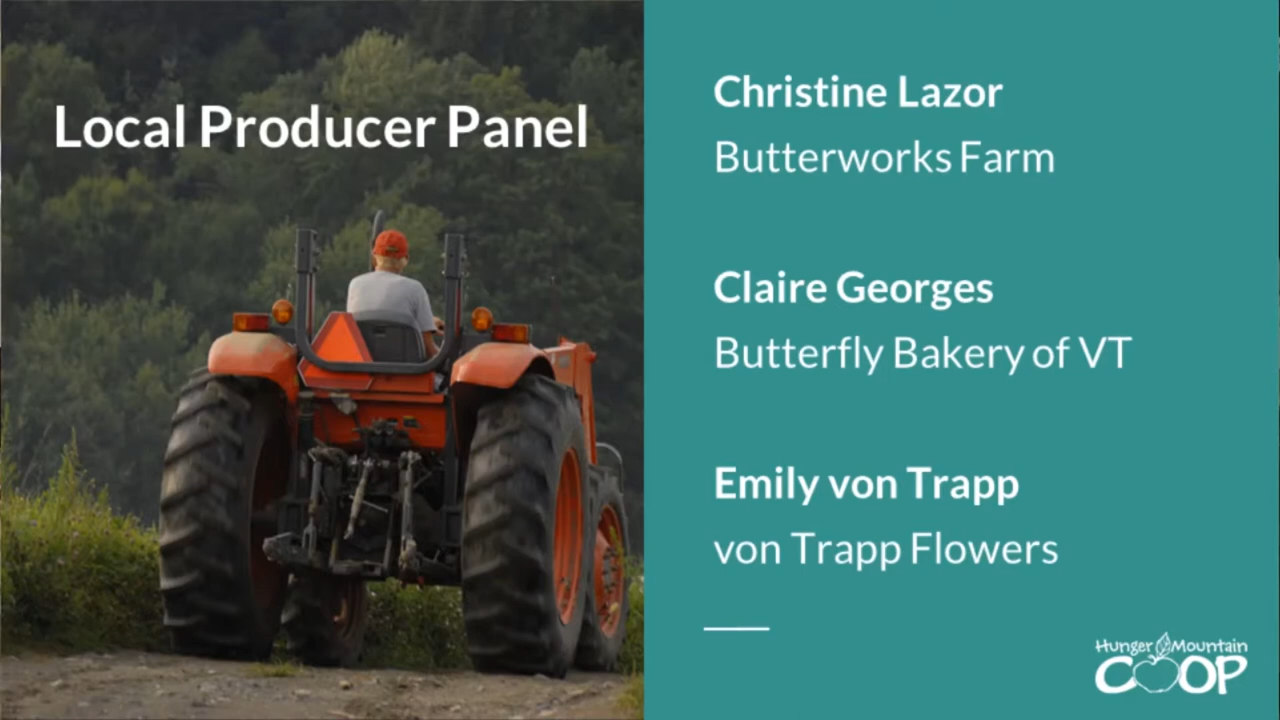 Local Producer Panel
Christine Lazor
Butterworks Farm
Claire Georges
Butterfly Bakery of VT
Emily von Trapp
von Trapp Flowers
Hunger Mountain
COOP